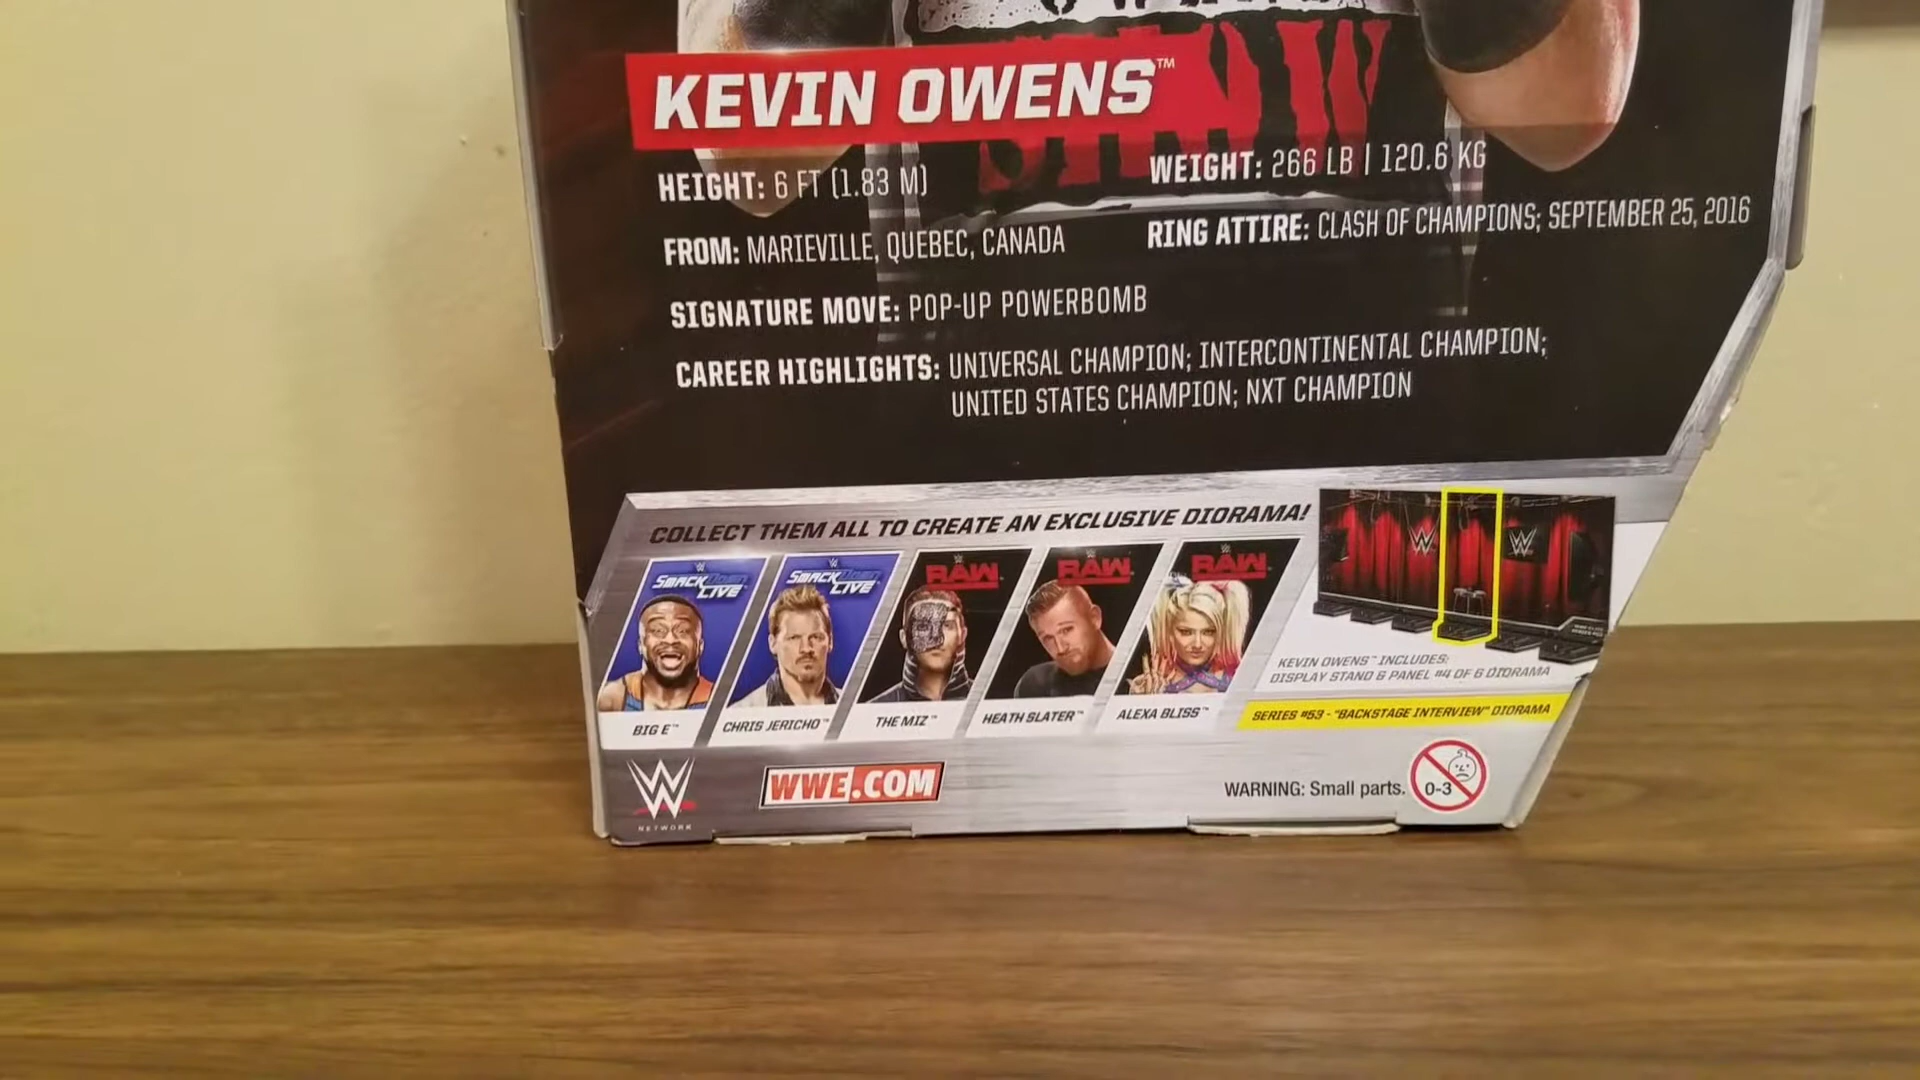 KEVIN OWENS™
HEIGHT: 6 FT (1.83 M)
WEIGHT: 266 LB | 120.6 KG
FROM: MARIEVILLE, QUEBEC, CANADA
RING ATTIRE: CLASH OF CHAMPIONS; SEPTEMBER 25, 2016
SIGNATURE MOVE: POP-UP POWERBOMB
CAREER HIGHLIGHTS: UNIVERSAL CHAMPION; INTERCONTINENTAL CHAMPION;
UNITED STATES CHAMPION; NXT CHAMPION
COLLECT THEM ALL TO CREATE AN EXCLUSIVE DIORAMA!
SMACKDOWN
LIVE
SMACKDOWN
LIVE
RAW
RAW
RAW
BIG E™
CHRIS JERICHO™
THE MIZ™
HEATH SLATER™
ALEXA BLISS™
KEVIN OWENS™ INCLUDES:
DISPLAY STAND & PANEL #4 OF 6 DIORAMA
SERIES #53 - "BACKSTAGE INTERVIEW" DIORAMA
W
NETWORK
WWE.COM
WARNING: Small parts.
0-3